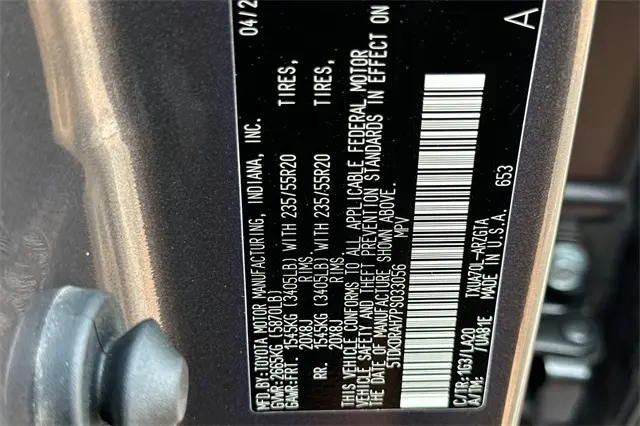 MFD. BY: TOYOTA MOTOR MANUFACTURING, INDIANA, INC. 04/2
GVWR: 2665KG (5870LB)
GAWR: FRT. 1545KG (3405LB) WITH 235/55R20 TIRES,
20X8J RIMS
RR. 1545KG (3405LB) WITH 235/55R20 TIRES,
20X8J RIMS.
THIS VEHICLE CONFORMS TO ALL APPLICABLE FEDERAL MOTOR
VEHICLE SAFETY AND THEFT PREVENTION STANDARDS IN EFFECT ON
THE DATE OF MANUFACTURE SHOWN ABOVE.
MPV
C/TR: 1G3/LA20 TXUA70L-ARZGTA
A/TM: /UA81E MADE IN U.S.A. 653
A